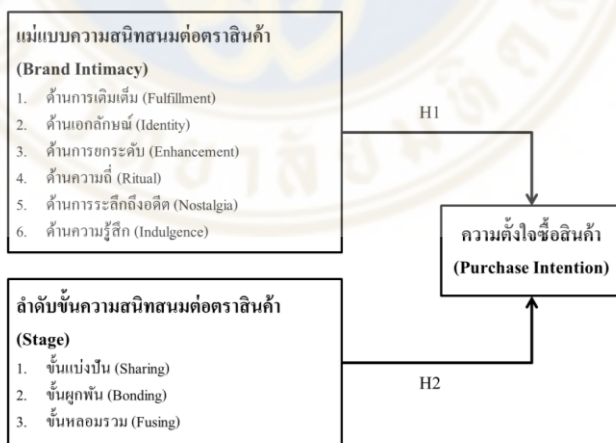 แม่แบบความสนิทสนมต่อตราสินค้า
(Brand Intimacy)
1. ด้านการเติมเต็ม (Fulfillment)
2. ด้านเอกลักษณ์ (Identity)
3. ด้านการยกระดับ (Enhancement)
4. ด้านความถี่ (Ritual)
5. ด้านการระลึกถึงอดีต (Nostalgia)
6. ด้านความรู้สึก (Indulgence)
H1
ความตั้งใจซื้อสินค้า
(Purchase Intention)
ลำดับขั้นความสนิทสนมต่อตราสินค้า
(Stage)
1. ขั้นแบ่งปัน (Sharing)
2. ขั้นผูกพัน (Bonding)
3. ขั้นหลอมรวม (Fusing)
H2